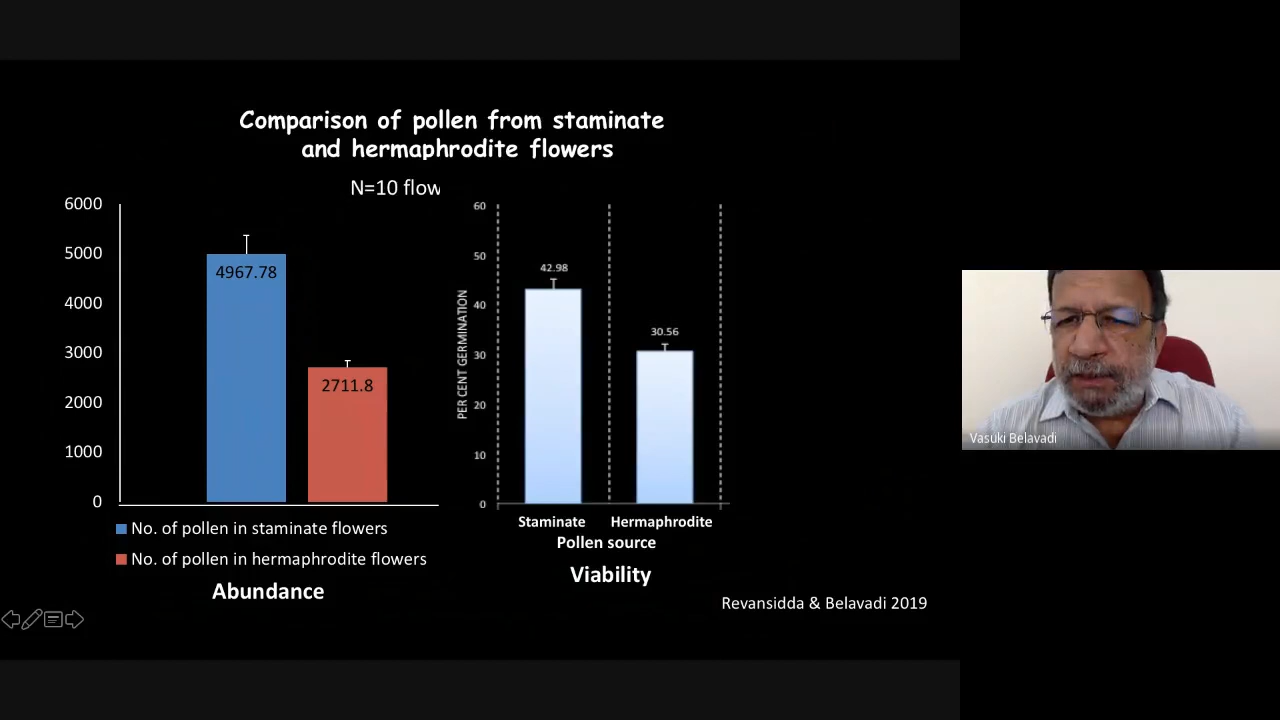 Comparison of pollen from staminate
and hermaphrodite flowers
N=10 flow
6000
5000
4000
3000
2000
1000
0
4967.78
2711.8
No. of pollen in staminate flowers
No. of pollen in hermaphrodite flowers
Abundance
PER CENT GERMINATION
60
50
40
30
20
10
0
42.98
30.56
Staminate Hermaphrodite
Pollen source
Viability
Revansidda & Belavadi 2019
Vasuki Belavadi